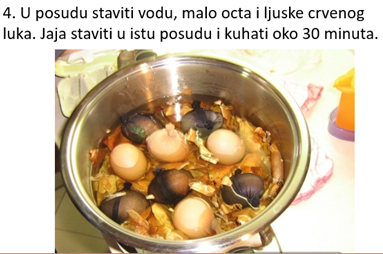 4. U posudu staviti vodu, malo octa i ljuske crvenog
luka. Jaja staviti u istu posudu i kuhati oko 30 minuta.